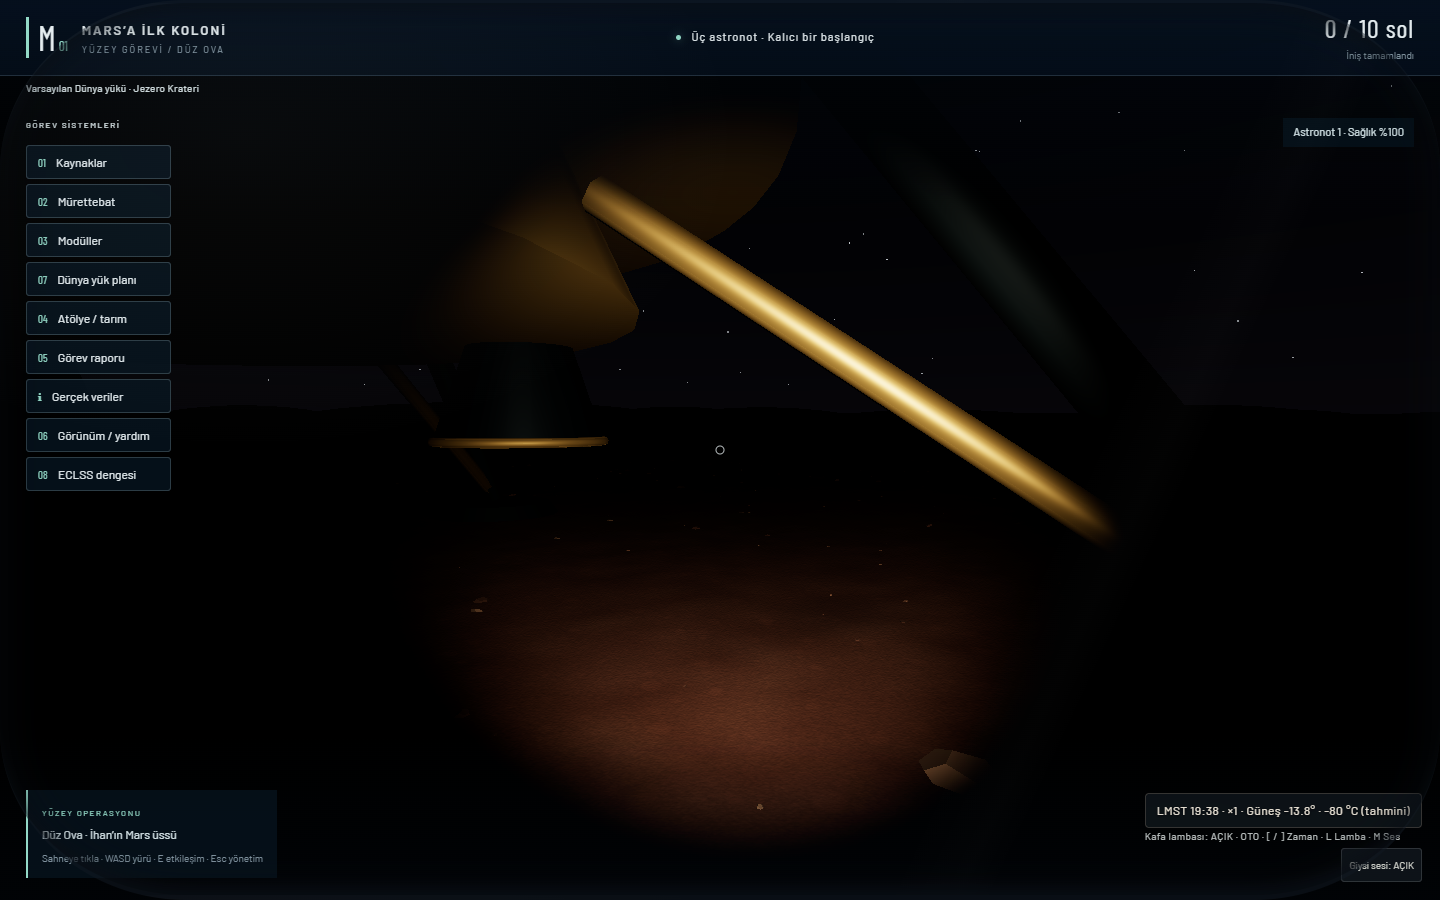 M 01
MARS'A İLK KOLONİ
YÜZEY GÖREVİ / DÜZ OVA
Üç astronot · Kalıcı bir başlangıç
0 / 10 sol
İniş tamamlandı
Varsayılan Dünya yükü · Jezero Krateri
GÖREV SİSTEMLERİ
Astronot 1 · Sağlık %100
01 Kaynaklar
02 Mürettebat
03 Modüller
07 Dünya yük planı
04 Atölye / tarım
05 Görev raporu
i Gerçek veriler
06 Görünüm / yardım
08 ECLSS dengesi
YÜZEY OPERASYONU
Düz Ova · İhan'ın Mars üssü
Sahneye tıkla · WASD yürü · E etkileşim · Esc yönetim
LMST 19:38 · ×1 · Güneş -13.8° · -80 °C (tahmini)
Kafa lambası: AÇIK · OTO · [ / ] Zaman · L Lamba · M Ses
Giysi sesi: AÇIK